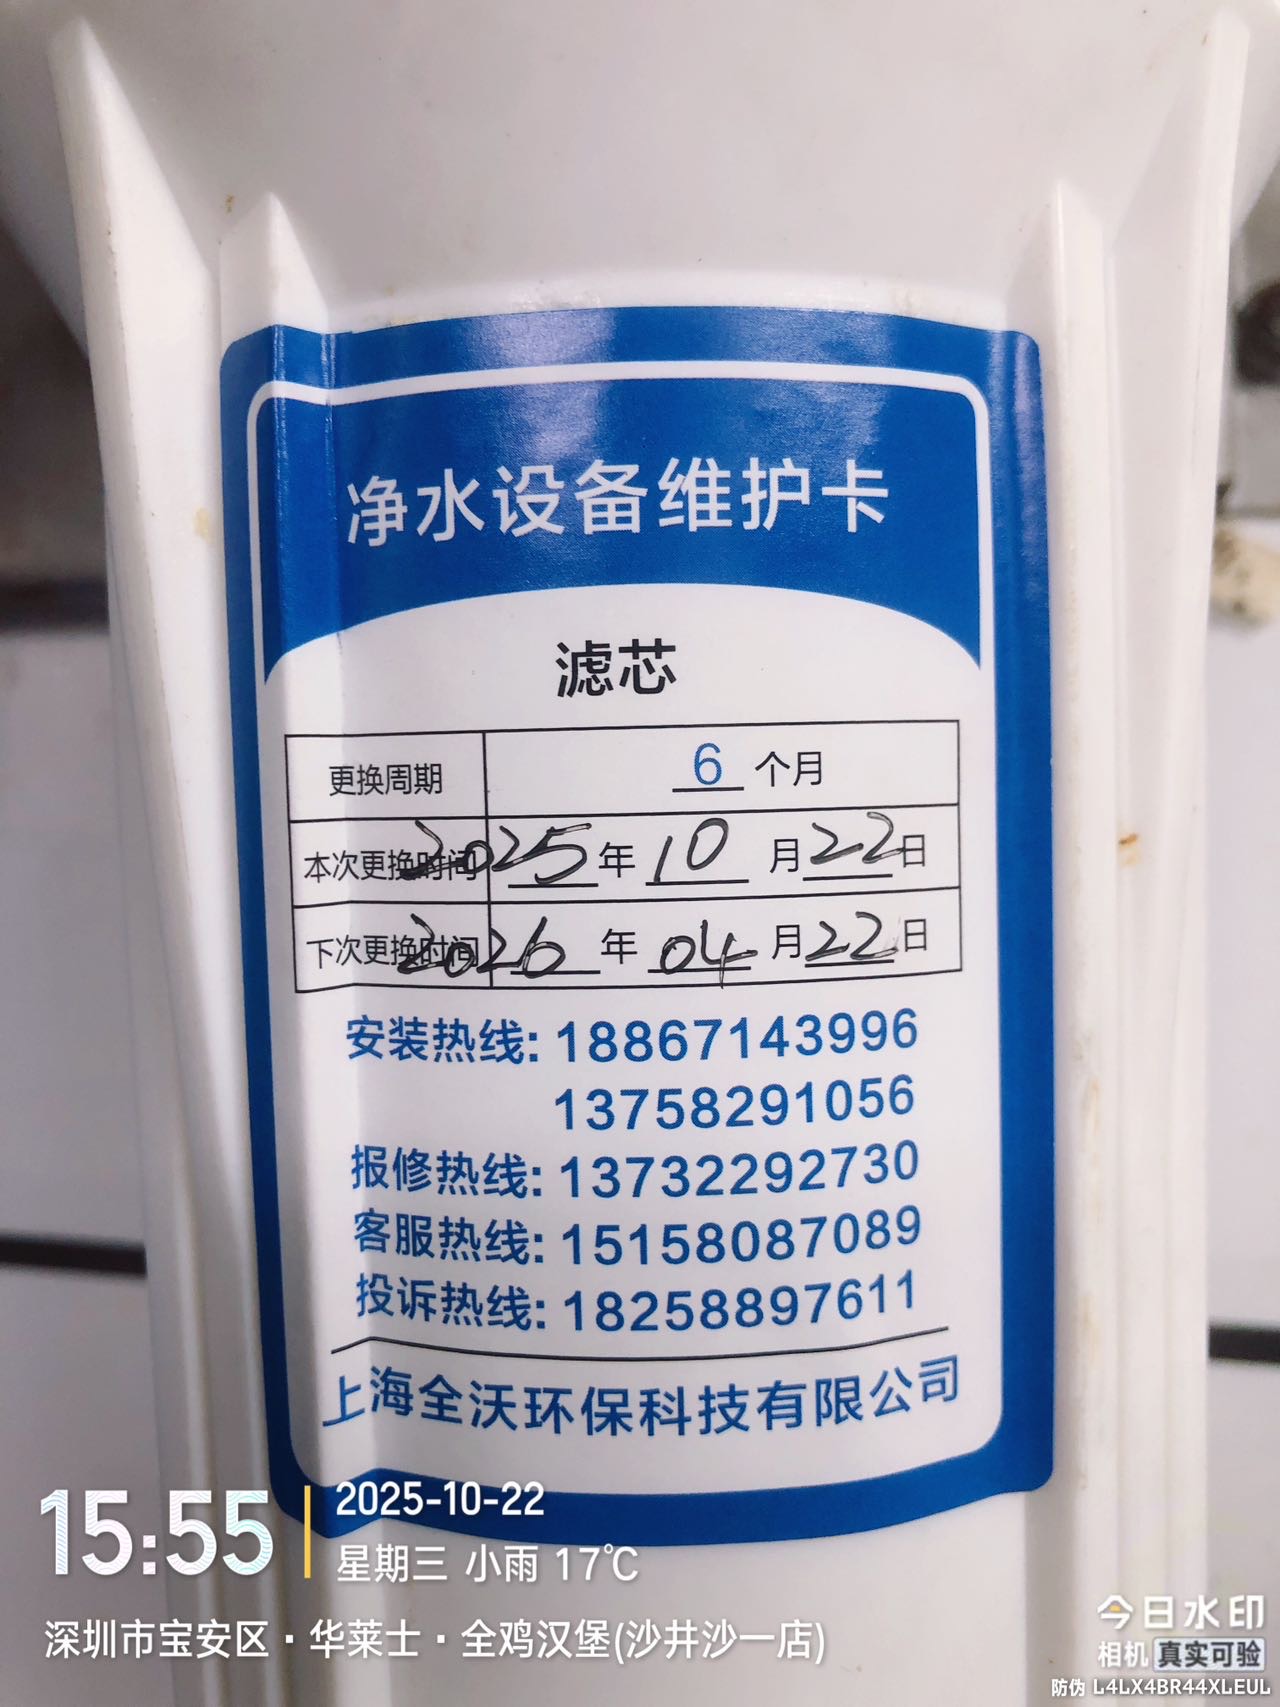 净水设备维护卡
滤芯
更换周期 6 个月
本次更换时间 2025 年 10 月 22 日
下次更换时间 2026 年 04 月 22 日
安装热线: 18867143996
13758291056
报修热线: 13732292730
客服热线: 15158087089
投诉热线: 18258897611
上海全沃环保科技有限公司
15:55 2025-10-22
星期三 小雨 17℃
深圳市宝安区·华莱士·全鸡汉堡(沙井沙一店)
今日水印
相机 真实可验
防伪 L4LX4BR44XLEUL